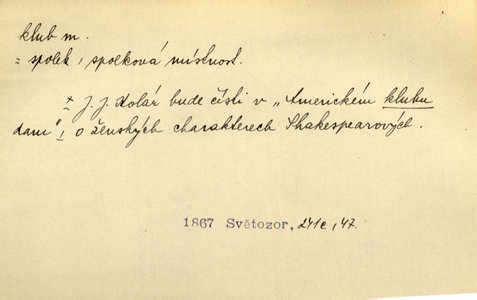 klub m.
= spolek, spolková místnost.
+ J. J. Kolár bude čísti v „Americkém klubu
dam", o ženských charakterech Shakespearových.
1867 Světozor, 241c, 47.